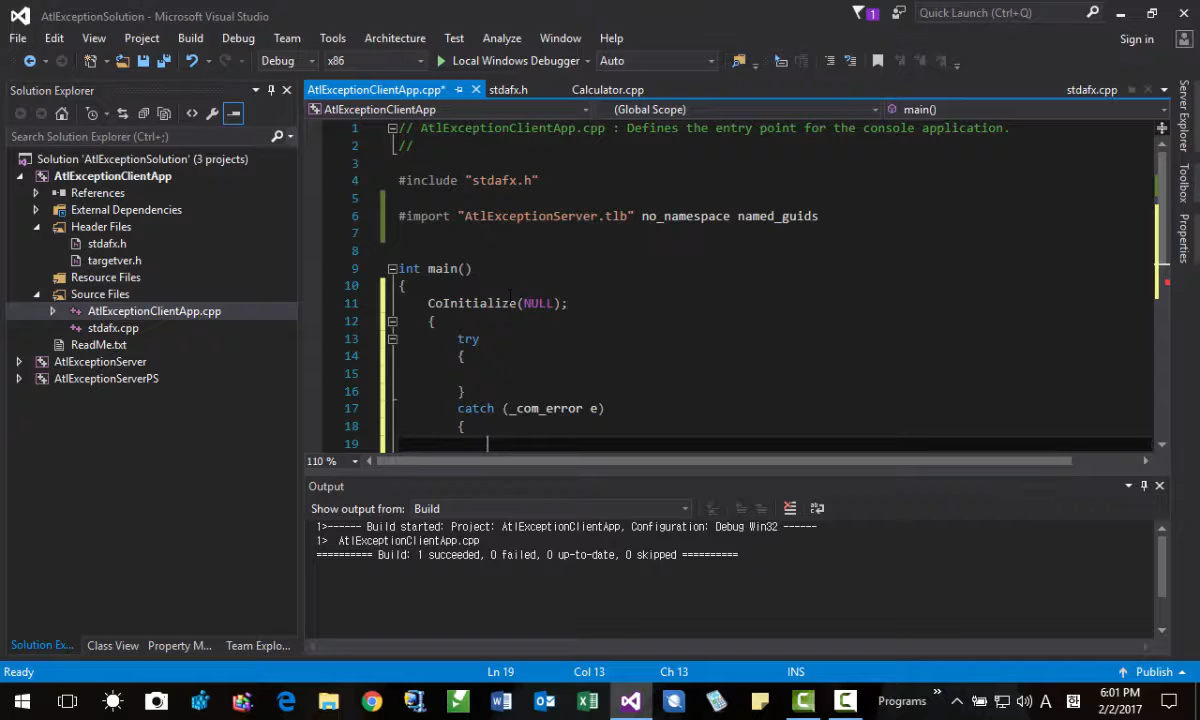 AtlExceptionSolution - Microsoft Visual Studio
1
Quick Launch (Ctrl+Q)
File Edit View Project Build Debug Team Tools Architecture Test Analyze Window Help
Sign in
Debug x86 Local Windows Debugger Auto
Solution Explorer
Search Solution Explorer (Ctrl+;)
Solution 'AtlExceptionSolution' (3 projects)
AtlExceptionClientApp
References
External Dependencies
Header Files
stdafx.h
targetver.h
Resource Files
Source Files
AtlExceptionClientApp.cpp
stdafx.cpp
ReadMe.txt
AtlExceptionServer
AtlExceptionServerPS
Solution Ex... Class View Property M... Team Explo...
AtlExceptionClientApp.cpp* stdafx.h Calculator.cpp stdafx.cpp
AtlExceptionClientApp (Global Scope) main()
1 // AtlExceptionClientApp.cpp : Defines the entry point for the console application.
2 //
3
4 #include "stdafx.h"
5
6 #import "AtlExceptionServer.tlb" no_namespace named_guids
7
8
9 int main()
10 {
11 CoInitialize(NULL);
12 {
13 try
14 {
15
16 }
17 catch (_com_error e)
18 {
19
110 %
Output
Show output from: Build
1>------ Build started: Project: AtlExceptionClientApp, Configuration: Debug Win32 ------
1> AtlExceptionClientApp.cpp
========== Build: 1 succeeded, 0 failed, 0 up-to-date, 0 skipped ==========
Server Explorer
Toolbox
Properties
Ready Ln 19 Col 13 Ch 13 INS Publish
Programs
A
6:01 PM
2/2/2017